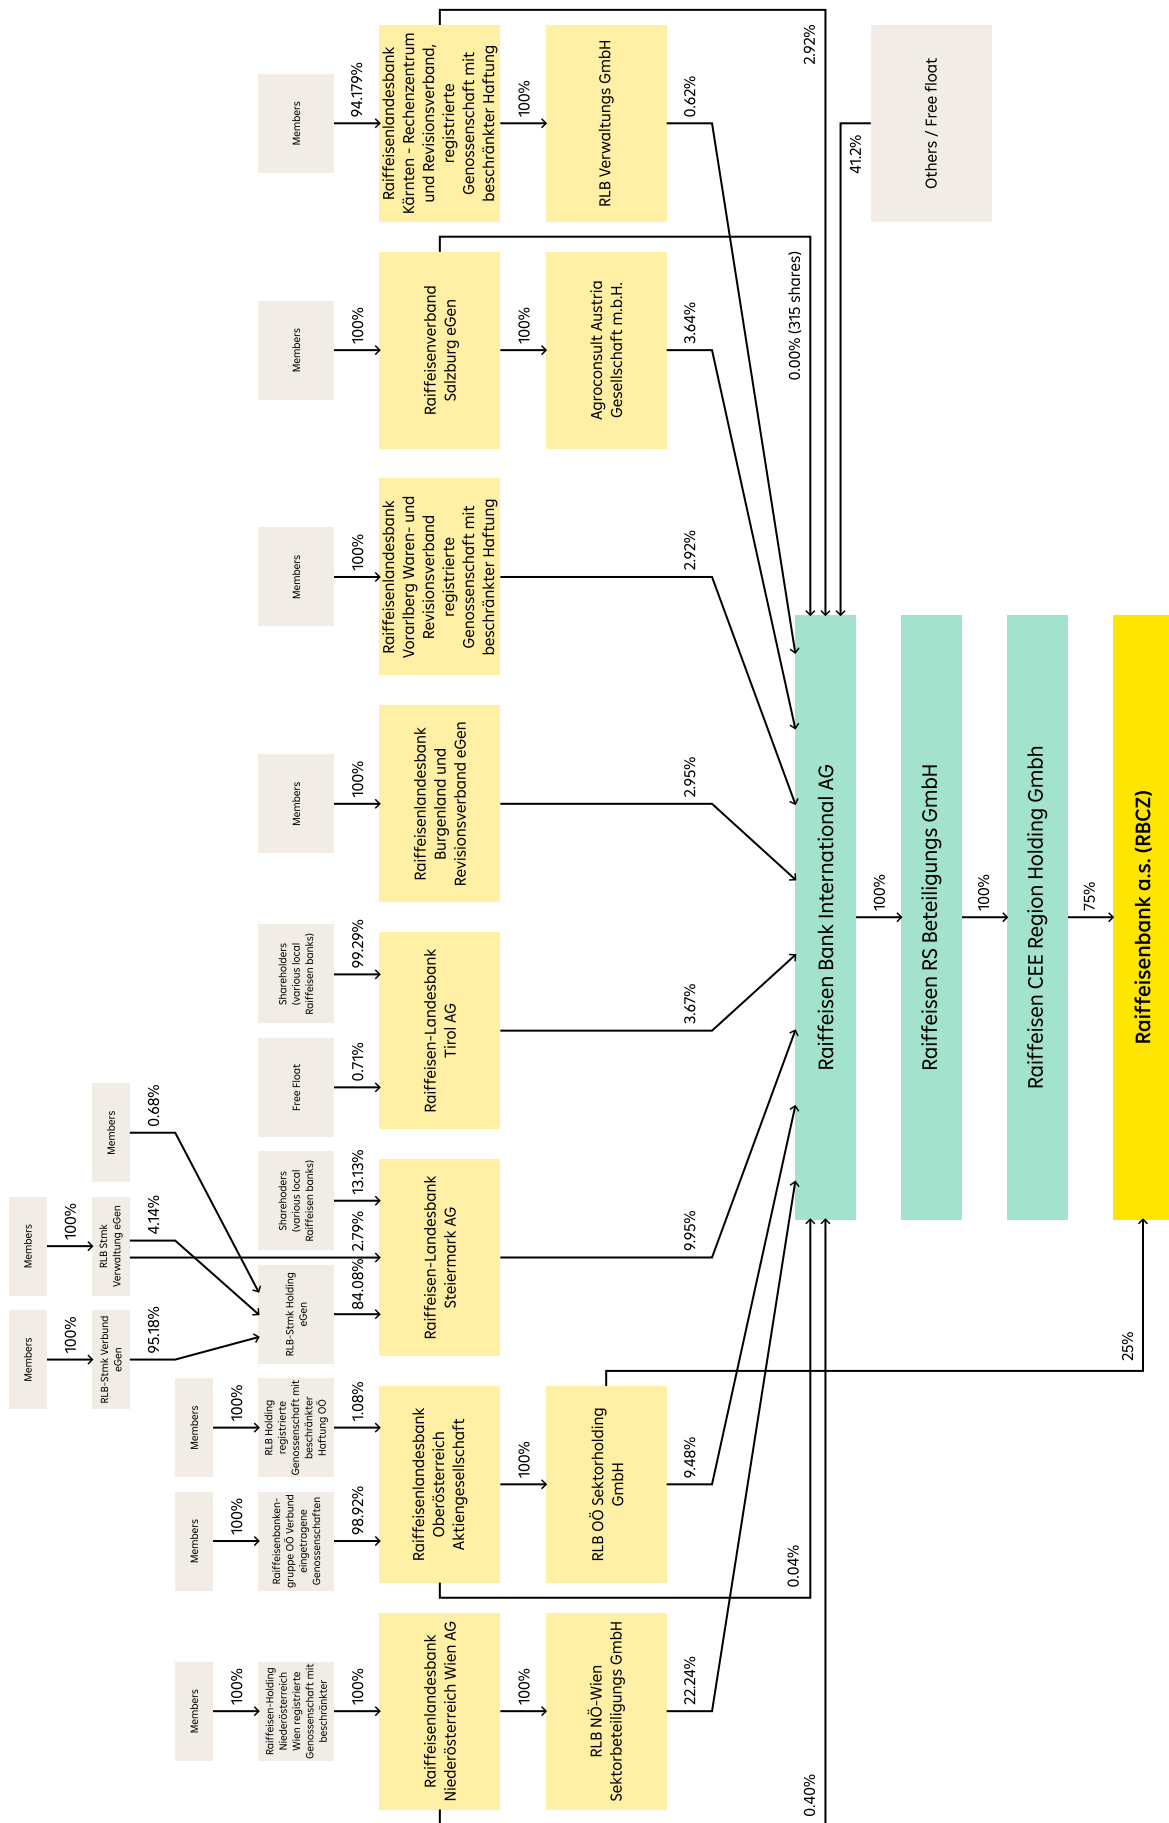 Members
Members
100%
100%
RLB-Stmk Verbund
eGen
RLB Stmk
Verwaltung eGen
Members
95.18%
4.14%
0.68%
Members
Members
Members
100%
100%
100%
Raiffeisen-Holding
Niederösterreich
Wien registrierte
Genossenschaft mit
beschränkter
Raiffeisenbanken-
gruppe OÖ Verbund
eingetragene
Genossenschaften
RLB Holding
registrierte
Genossenschaft mit
beschränkter
Haftung OÖ
RLB-Stmk Holding
eGen
Sharehoders
(various local
Raiffeisen banks)
Free Float
Shareholders
(various local
Raiffeisen banks)
Members
Members
Members
Members
100%
98.92%
1.08%
84.08%
2.79%
13.13%
0.71%
99.29%
100%
100%
100%
94.179%
Raiffeisenlandesbank
Niederösterreich Wien AG
Raiffeisenlandesbank
Oberösterreich
Aktiengesellschaft
Raiffeisen-Landesbank
Steiermark AG
Raiffeisen-Landesbank
Tirol AG
Raiffeisenlandesbank
Burgenland und
Revisionsverband eGen
Raiffeisenlandesbank
Vorarlberg Waren- und
Revisionsverband
registrierte
Genossenschaft mit
beschränkter Haftung
Raiffeisenverband
Salzburg eGen
Raiffeisenlandesbank
Kärnten - Rechenzentrum
und Revisionsverband,
registrierte
Genossenschaft mit
beschränkter Haftung
100%
100%
100%
100%
RLB NÖ-Wien
Sektorbeteiligungs GmbH
RLB OÖ Sektorholding
GmbH
Agroconsult Austria
Gesellschaft m.b.H.
RLB Verwaltungs GmbH
22.24%
9.48%
9.95%
3.67%
2.95%
2.92%
3.64%
0.62%
0.40%
0.04%
0.00% (315 shares)
2.92%
41.2%
Raiffeisen Bank International AG
Others / Free float
100%
Raiffeisen RS Beteiligungs GmbH
100%
Raiffeisen CEE Region Holding Gmbh
25%
75%
Raiffeisenbank a.s. (RBCZ)